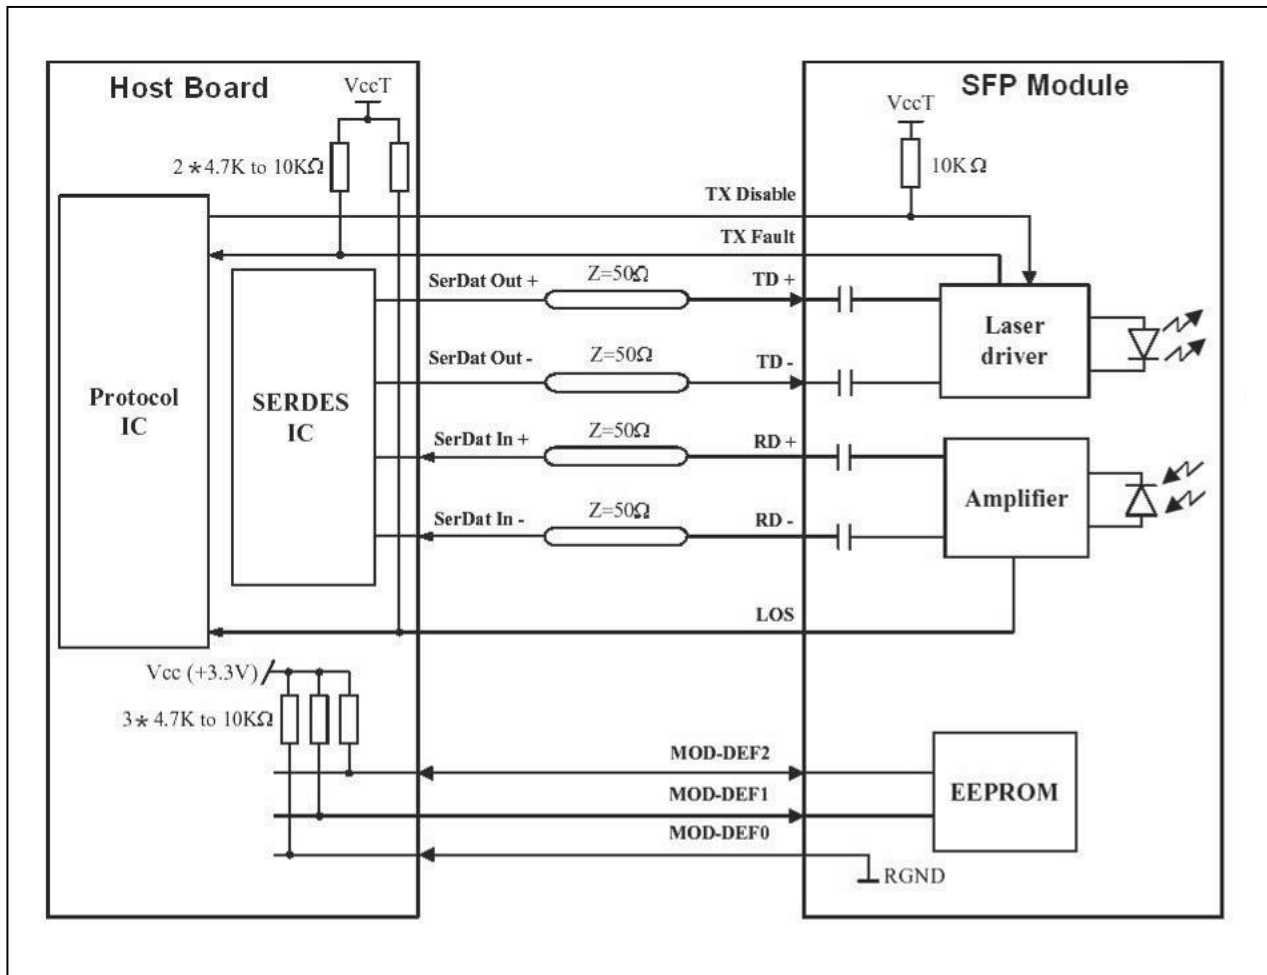 Host Board
SFP Module
VccT
VccT
2*4.7K to 10KΩ
10KΩ
TX Disable
TX Fault
SerDat Out +
Z=50Ω
TD +
Laser
driver
SerDat Out -
Z=50Ω
TD -
Protocol
IC
SERDES
IC
SerDat In +
Z=50Ω
RD +
Amplifier
SerDat In -
Z=50Ω
RD -
LOS
Vcc (+3.3V)
3*4.7K to 10KΩ
MOD-DEF2
MOD-DEF1
MOD-DEF0
EEPROM
RGND